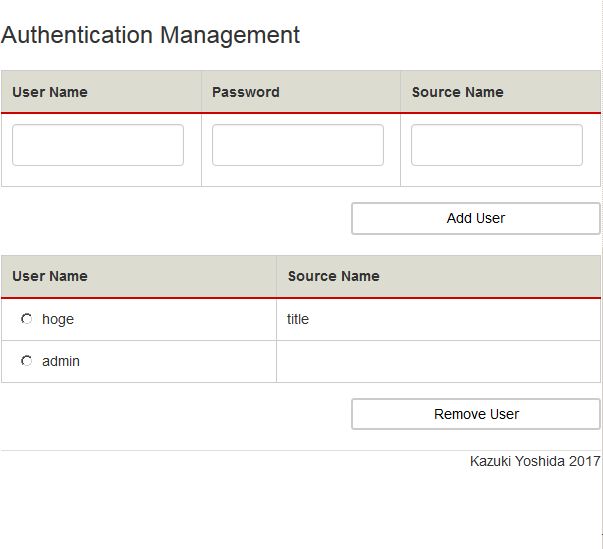 Authentication Management
User Name Password Source Name
Add User
User Name Source Name
hoge title
admin
Remove User
Kazuki Yoshida 2017